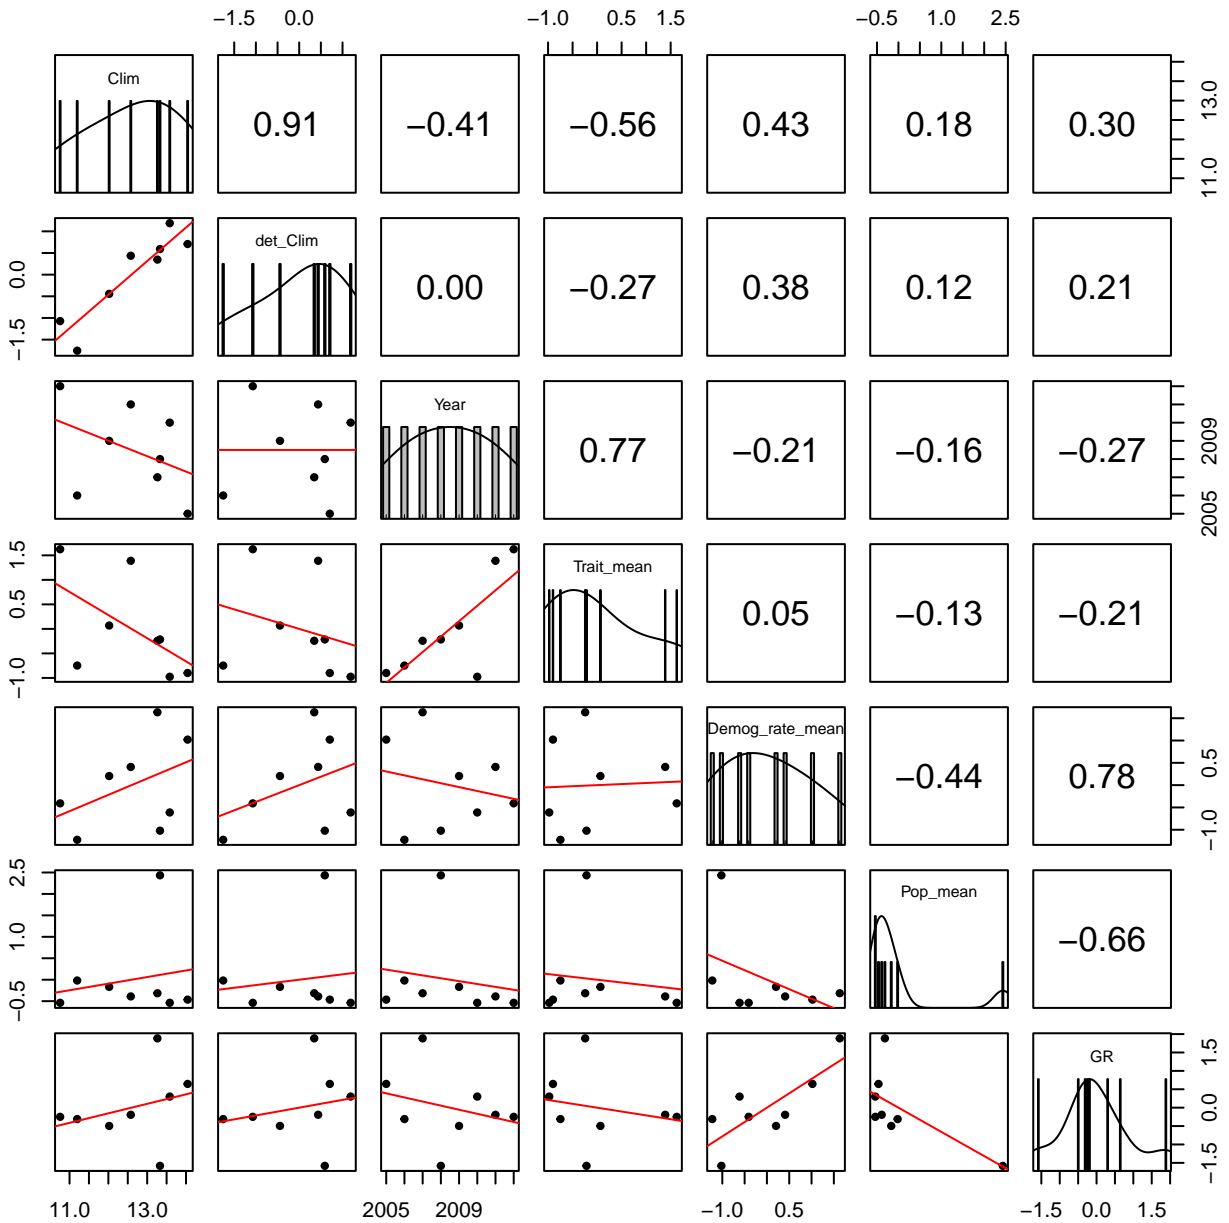 −1.5 0.0 −1.0 0.5 1.5 −0.5 1.0 2.5
Clim 0.91 −0.41 −0.56 0.43 0.18 0.30 11.0 13.0
−1.5 0.0 det_Clim 0.00 −0.27 0.38 0.12 0.21
Year 0.77 −0.21 −0.16 −0.27 2005 2009
−1.0 0.5 1.5 Trait_mean 0.05 −0.13 −0.21
Demog_rate_mean −0.44 0.78 −1.0 0.5
−0.5 1.0 2.5 Pop_mean −0.66
GR −1.5 0.0 1.5
11.0 13.0 2005 2009 −1.0 0.5 −1.5 0.0 1.5